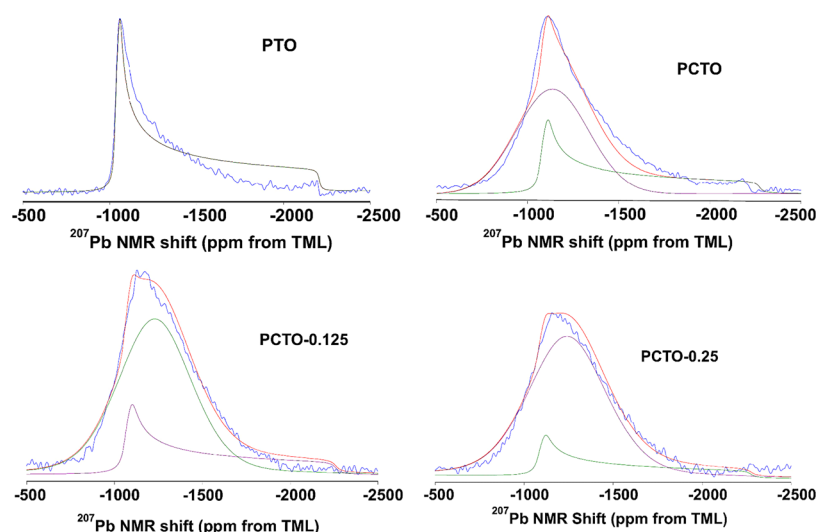 PTO
-500 -1000 -1500 -2000 -2500
207Pb NMR shift (ppm from TML)
PCTO
-500 -1000 -1500 -2000 -2500
207Pb NMR shift (ppm from TML)
PCTO-0.125
-500 -1000 -1500 -2000 -2500
207Pb NMR shift (ppm from TML)
PCTO-0.25
-500 -1000 -1500 -2000 -2500
207Pb NMR Shift (ppm from TML)